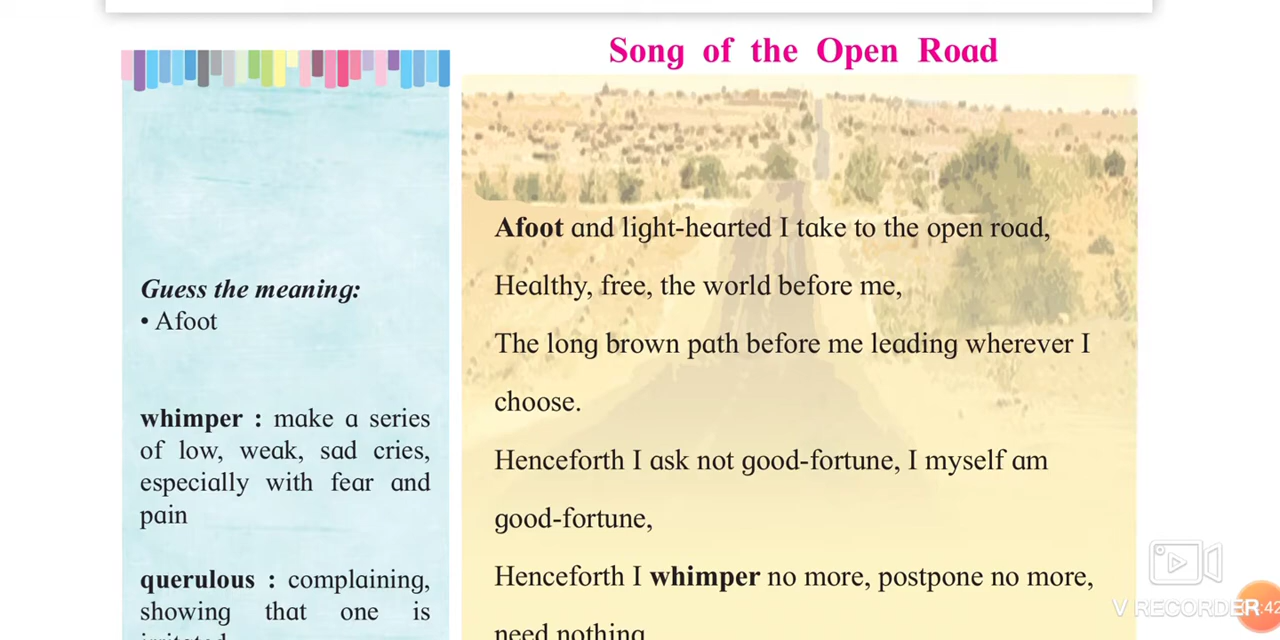 Song of the Open Road
Guess the meaning:
• Afoot
whimper : make a series
of low, weak, sad cries,
especially with fear and
pain
querulous : complaining,
showing that one is
irritated
Afoot and light-hearted I take to the open road,
Healthy, free, the world before me,
The long brown path before me leading wherever I
choose.
Henceforth I ask not good-fortune, I myself am
good-fortune,
Henceforth I whimper no more, postpone no more,
need nothing
V RECORDER
:42